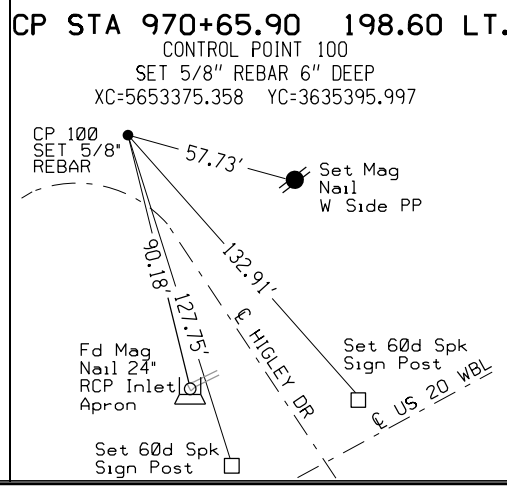 CP STA 970+65.90 198.60 LT.
CONTROL POINT 100
SET 5/8" REBAR 6" DEEP
XC=5653375.358 YC=3635395.997
CP 100
SET 5/8"
REBAR
57.73'
Set Mag
Nail
W Side PP
90.18'
127.75'
132.91'
℄ HIGLEY DR
Fd Mag
Nail 24"
RCP Inlet
Apron
Set 60d Spk
Sign Post
℄ US 20 WBL
Set 60d Spk
Sign Post